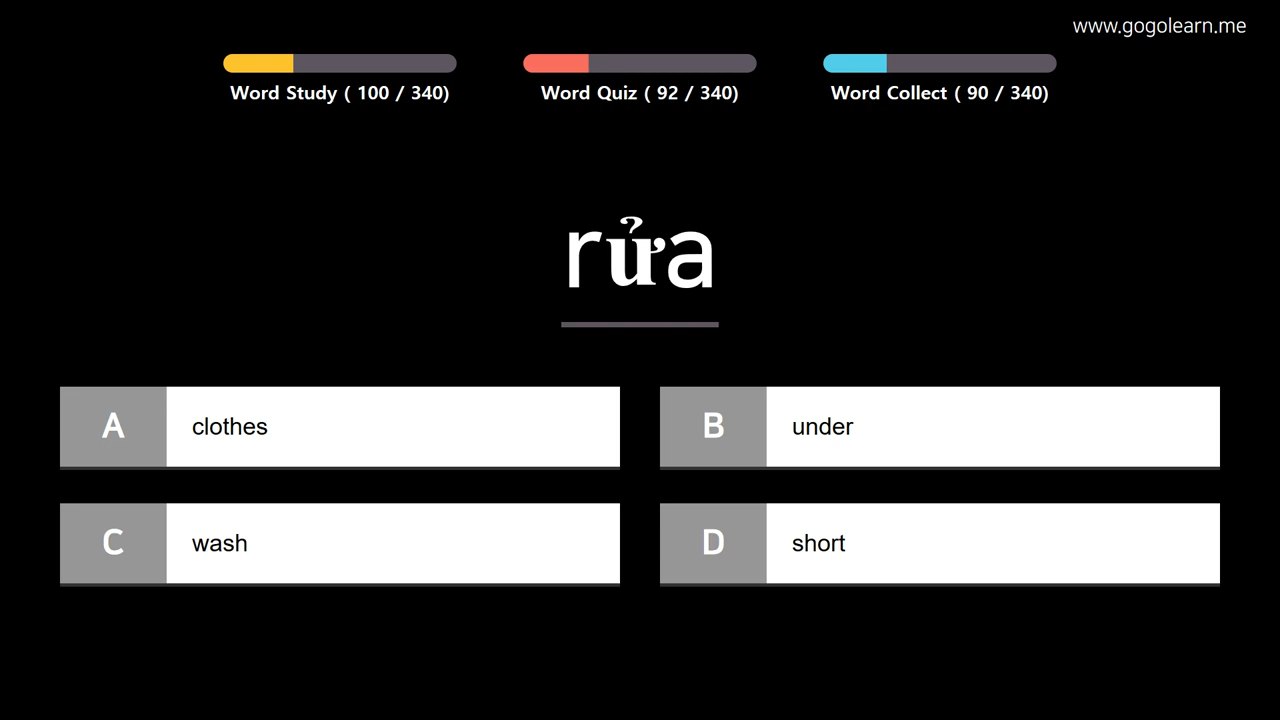 www.gogolearn.me
Word Study ( 100 / 340)
Word Quiz ( 92 / 340)
Word Collect ( 90 / 340)
rửa
A clothes
B under
C wash
D short